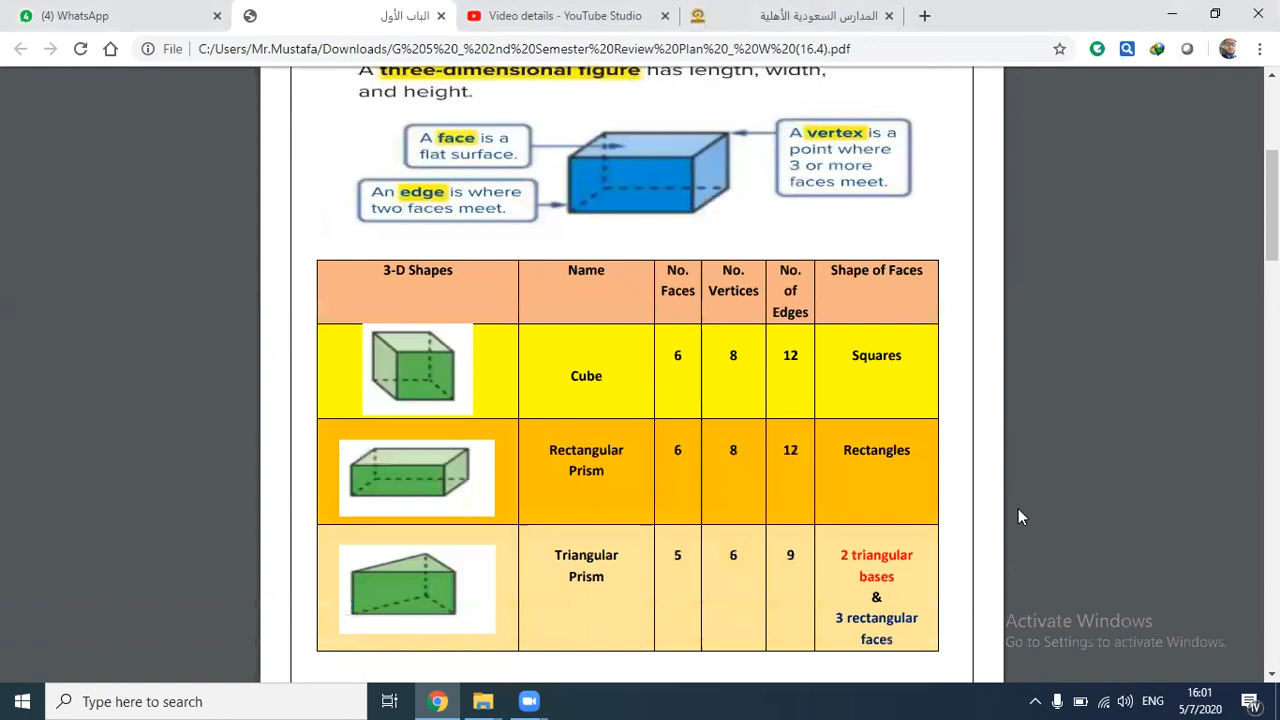 (4) WhatsApp
الباب الأول
Video details - YouTube Studio
المدارس السعودية الأهلية
File
C:/Users/Mr.Mustafa/Downloads/G%205%20_%202nd%20Semester%20Review%20Plan%20_%20W%20(16.4).pdf
A three-dimensional figure has length, width,
and height.
A face is a
flat surface.
An edge is where
two faces meet.
A vertex is a
point where
3 or more
faces meet.
3-D Shapes
Name
No.
Faces
No.
Vertices
No.
of
Edges
Shape of Faces
Cube
6
8
12
Squares
Rectangular
Prism
6
8
12
Rectangles
Triangular
Prism
5
6
9
2 triangular
bases
&
3 rectangular
faces
Activate Windows
Go to Settings to activate Windows.
Type here to search
ENG
16:01
5/7/2020